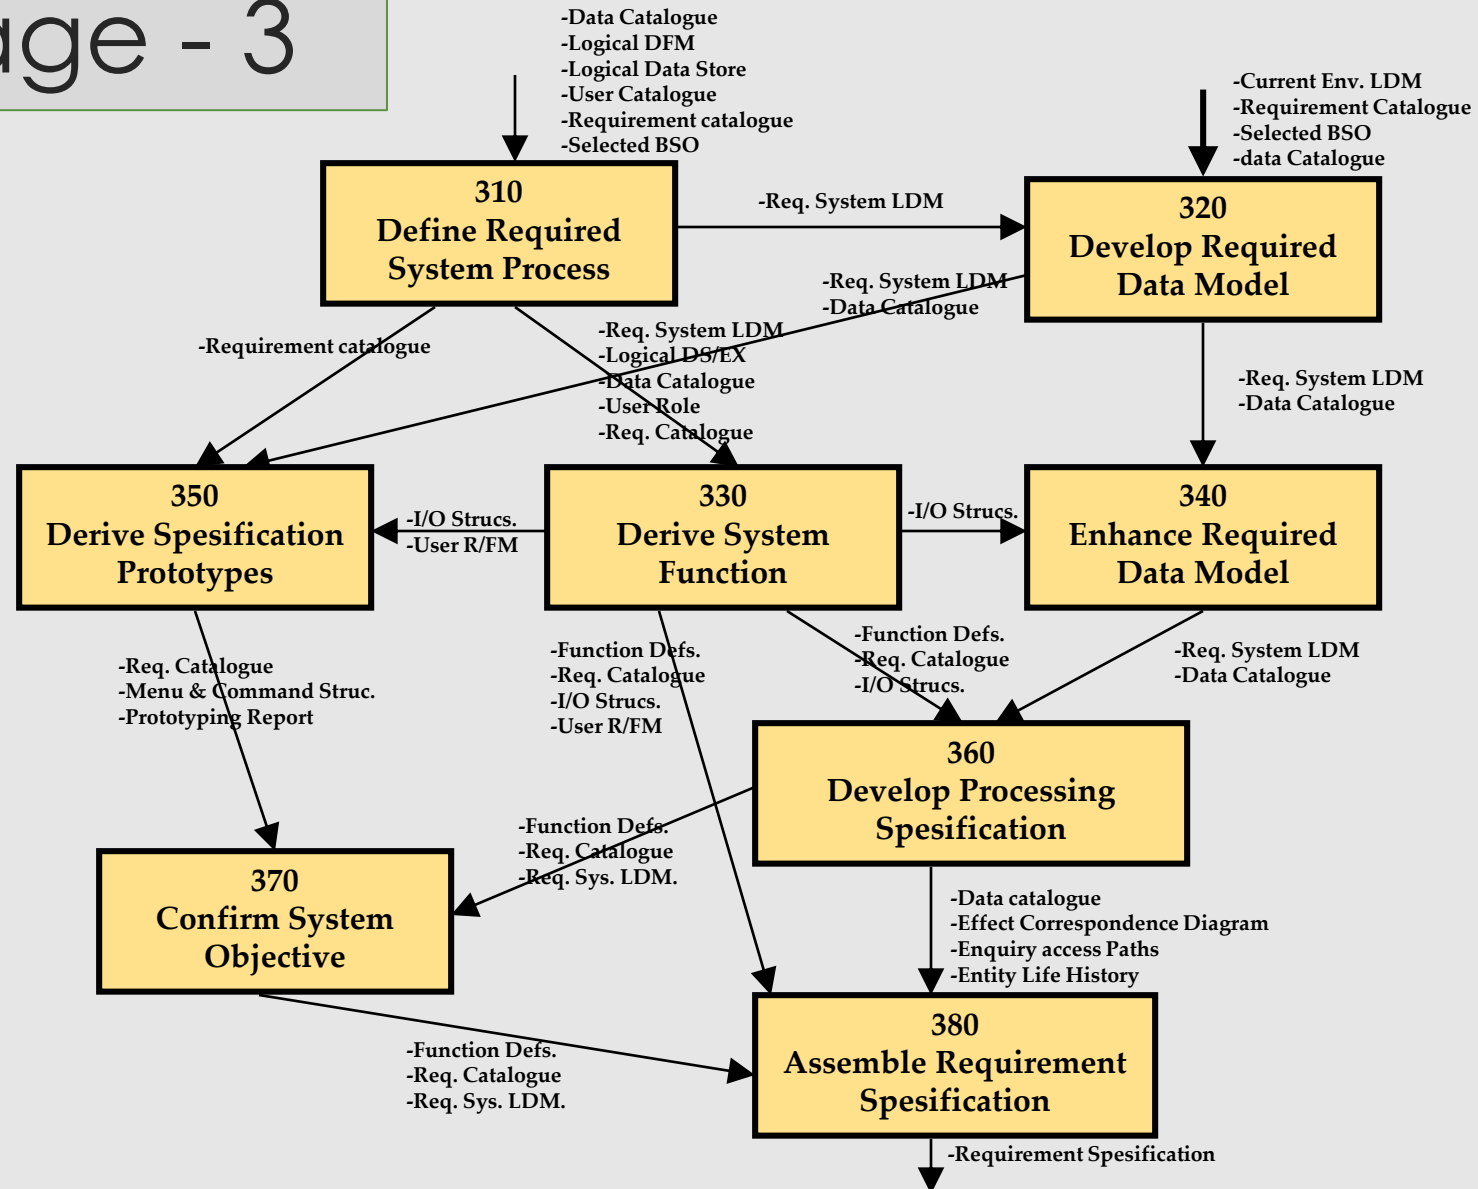 age - 3
-Data Catalogue
-Logical DFM
-Logical Data Store
-User Catalogue
-Requirement catalogue
-Selected BSO
-Current Env. LDM
-Requirement Catalogue
-Selected BSO
-data Catalogue
310
Define Required
System Process
-Req. System LDM
320
Develop Required
Data Model
-Req. System LDM
-Data Catalogue
-Requirement catalogue
-Req. System LDM
-Logical DS/EX
-Data Catalogue
-User Role
-Req. Catalogue
-Req. System LDM
-Data Catalogue
350
Derive Spesification
Prototypes
-I/O Strucs.
-User R/FM
330
Derive System
Function
-I/O Strucs.
340
Enhance Required
Data Model
-Req. Catalogue
-Menu & Command Struc.
-Prototyping Report
-Function Defs.
-Req. Catalogue
-I/O Strucs.
-User R/FM
-Function Defs.
-Req. Catalogue
-I/O Strucs.
-Req. System LDM
-Data Catalogue
360
Develop Processing
Spesification
-Function Defs.
-Req. Catalogue
-Req. Sys. LDM.
370
Confirm System
Objective
-Data catalogue
-Effect Correspondence Diagram
-Enquiry access Paths
-Entity Life History
-Function Defs.
-Req. Catalogue
-Req. Sys. LDM.
380
Assemble Requirement
Spesification
-Requirement Spesification